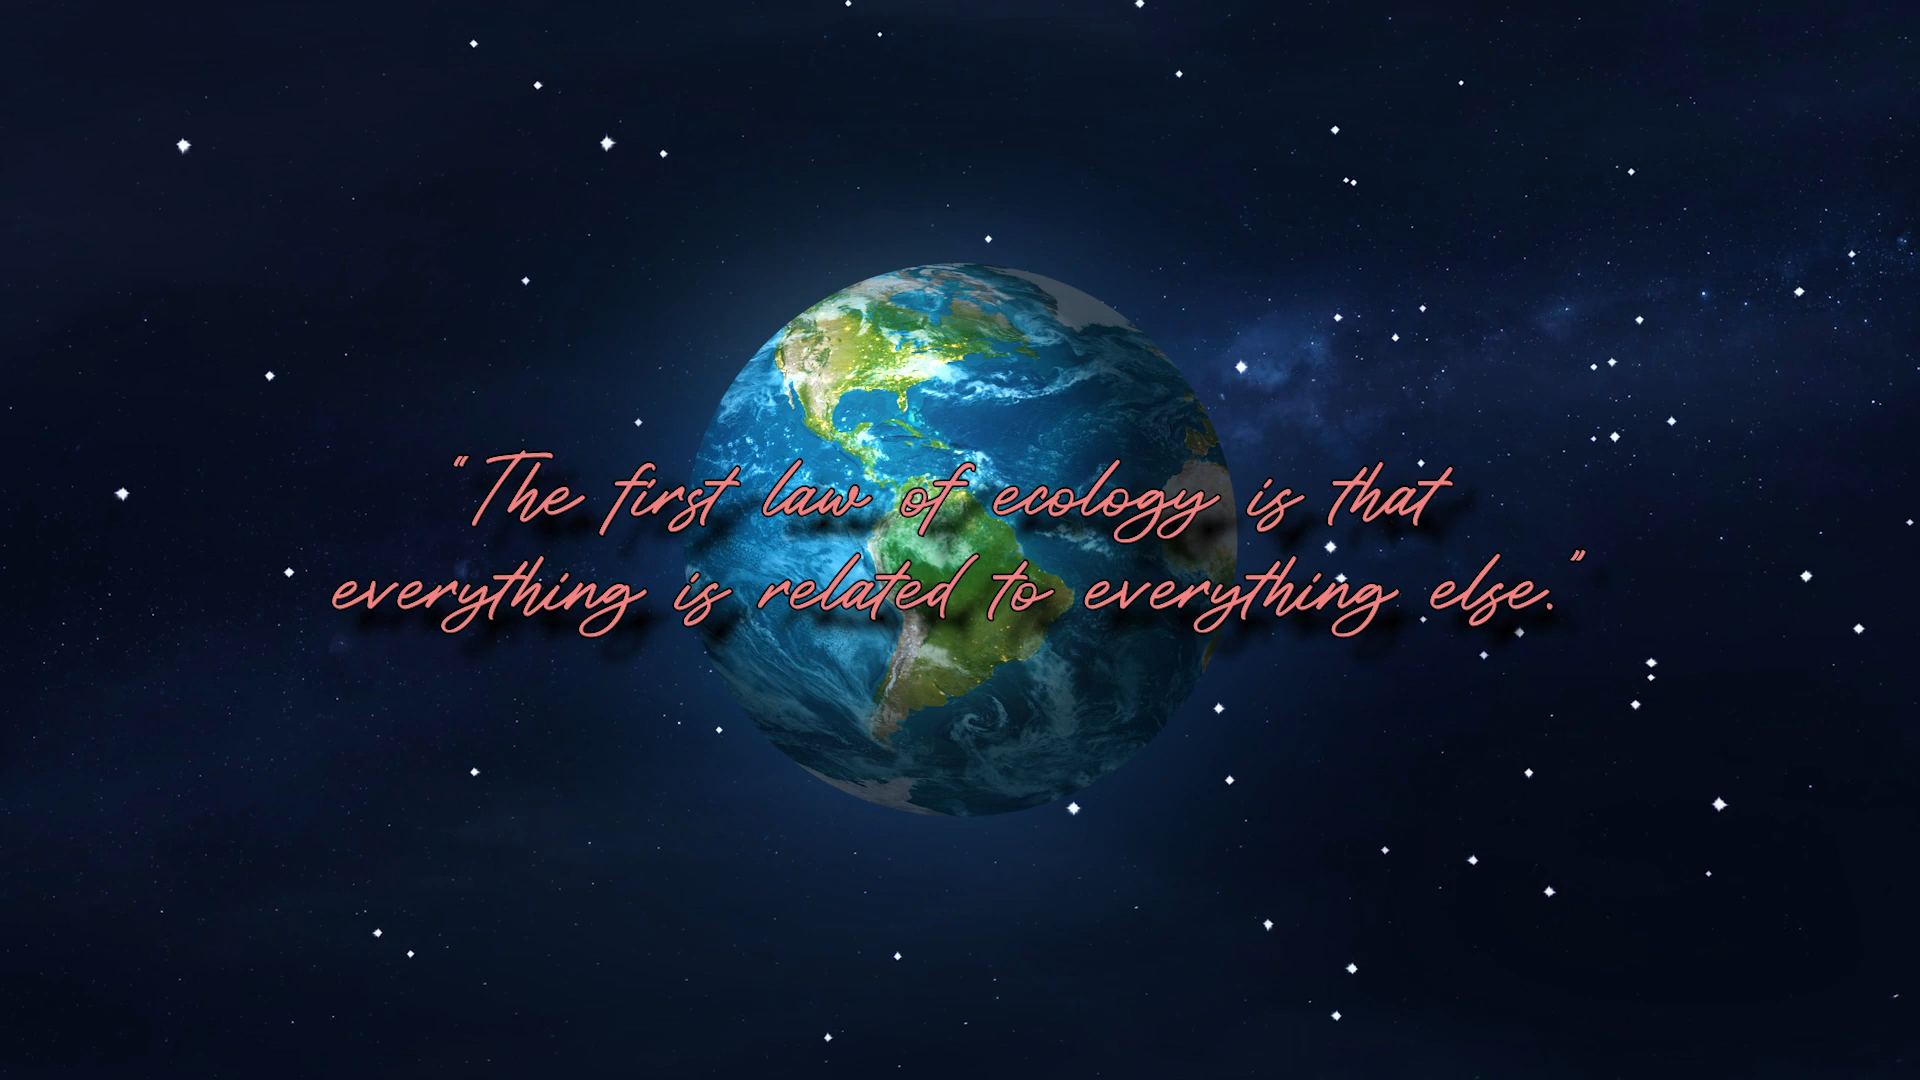 “The first law of ecology is that
everything is related to everything else.”